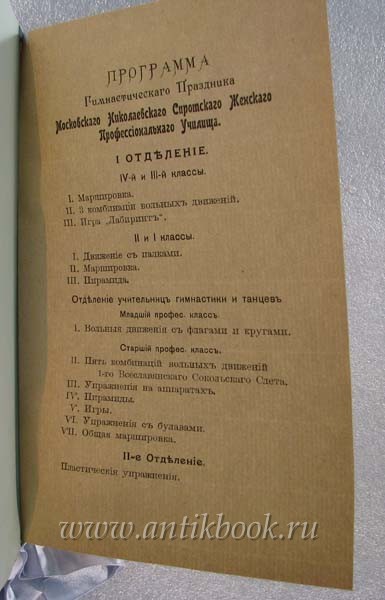 ПРОГРАММА
Гимнастическаго Праздника
Московскаго Николаевскаго Сиротскаго Женскаго
Профессіональнаго Училища.
I ОТДѢЛЕНІЕ.
IV-й и III-й классы.
I. Маршировка.
II. 3 комбинаціи вольныхъ движеній.
III. Игра „Лабиринтъ“.
II и I классы.
I. Движеніе съ палками.
II. Маршировка.
III. Пирамида.
Отдѣленіе учительницъ гимнастики и танцевъ
Младшій профес. классъ.
I. Вольныя движенія съ флагами и кругами.
Старшій профес. классъ.
II. Пять комбинацій вольныхъ движеній
1-го Всеславянскаго Сокольскаго Слета.
III. Упражненія на аппаратахъ.
IV. Пирамиды.
V. Игры.
VI. Упражненія съ булавами.
VII. Общая маршировка.
II-е Отдѣленіе.
Пластическія упражненія.
www.antikbook.ru